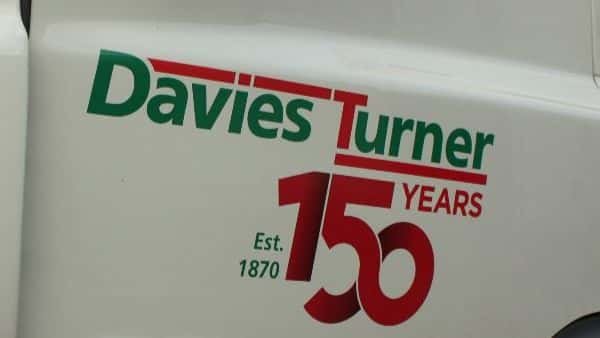 Davies Turner
150 YEARS
Est.
1870